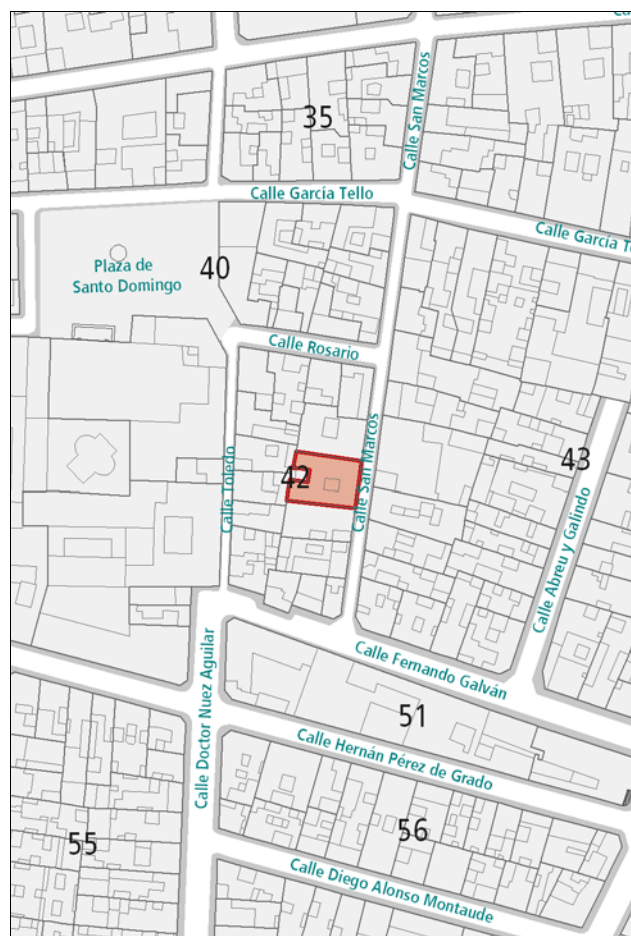 Calle San Marcos
35
Calle García Tello
Calle García
40
Plaza de
Santo Domingo
Calle Rosario
Calle San Marcos
Calle Toledo
42
43
Calle Abreu y Galindo
Calle Fernando Galván
Calle Doctor Nuez Aguilar
51
Calle Hernán Pérez de Grado
55
56
Calle Diego Alonso Montaude